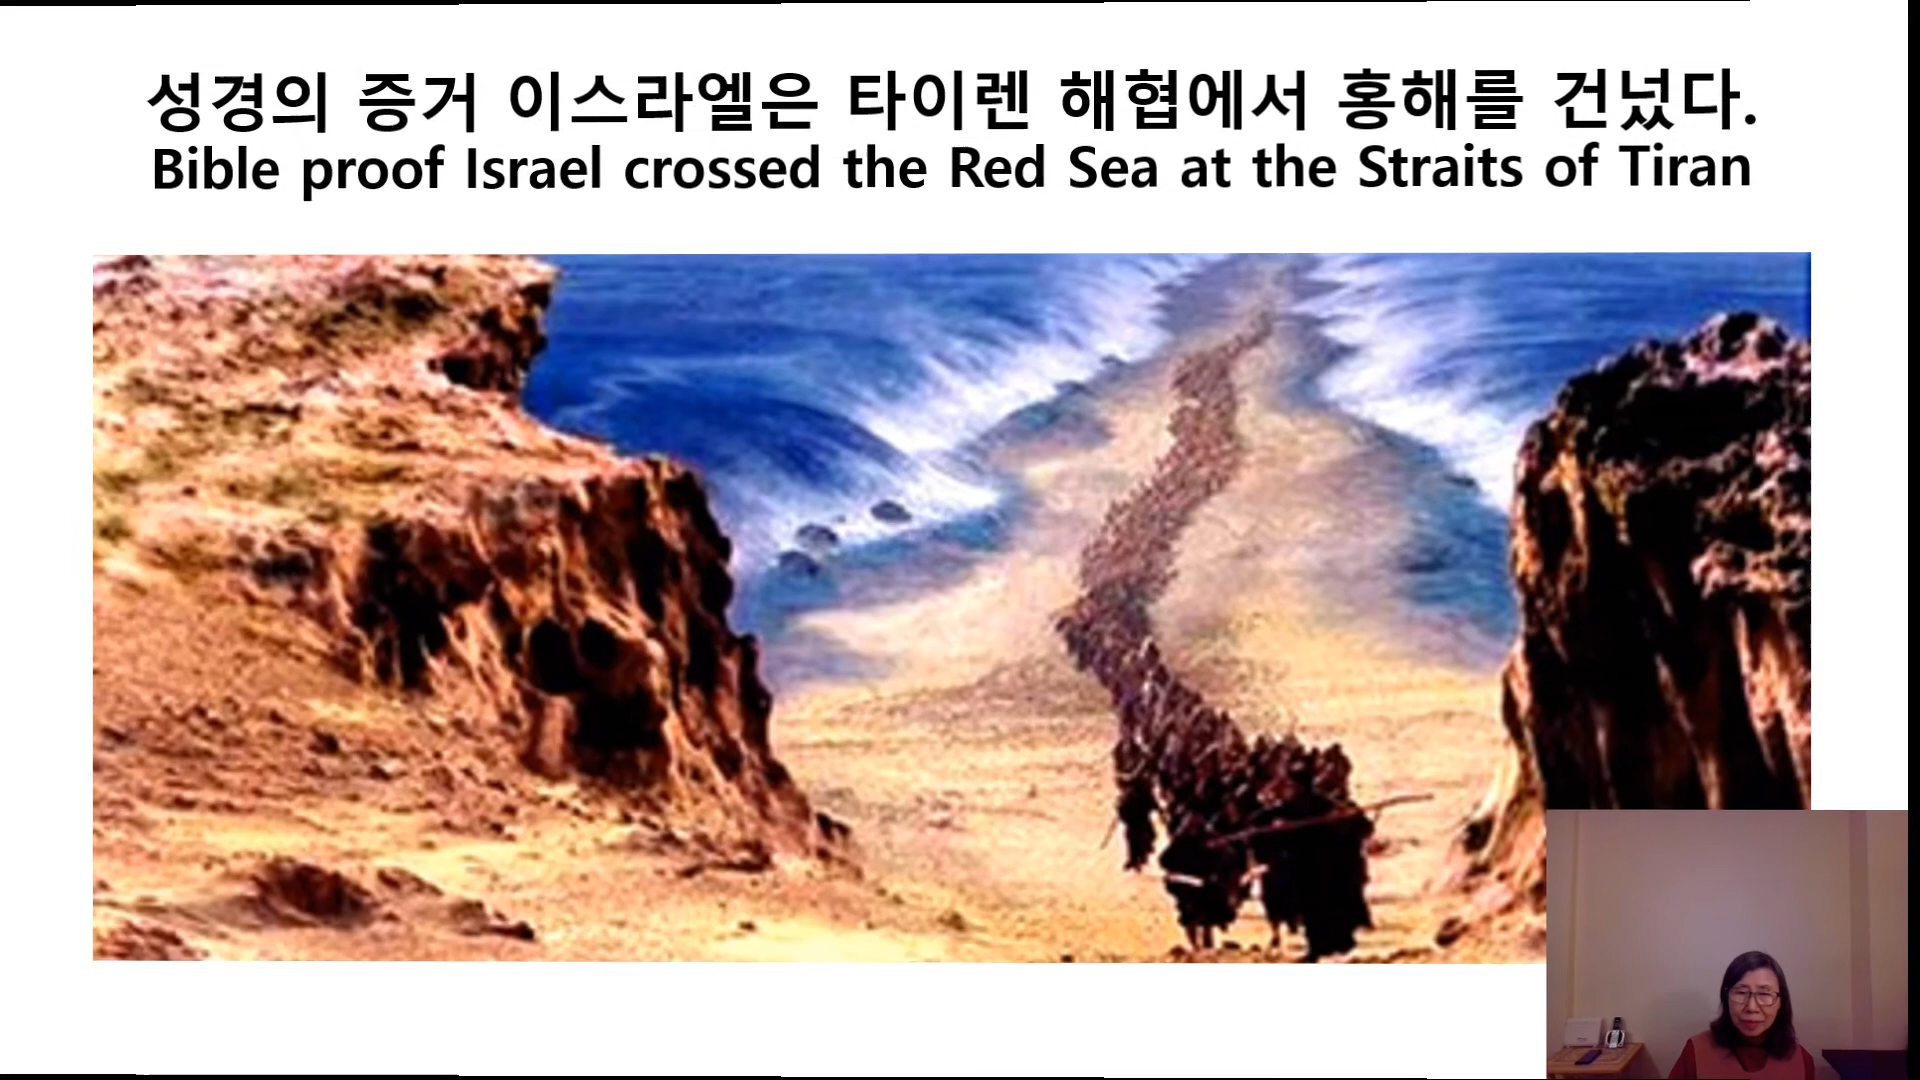 성경의 증거 이스라엘은 타이렌 해협에서 홍해를 건넜다.
Bible proof Israel crossed the Red Sea at the Straits of Tiran